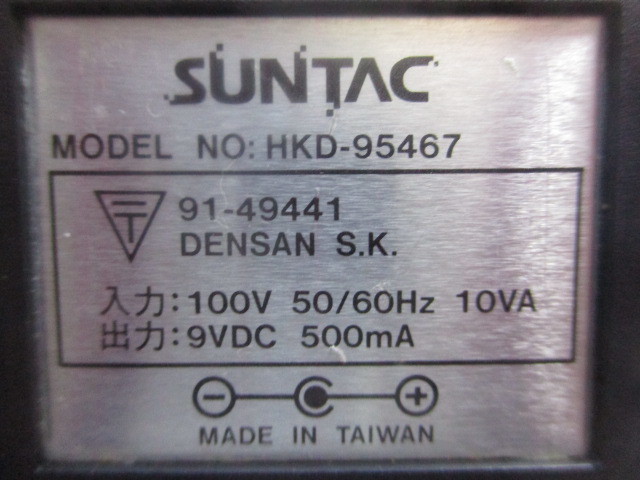 SUNTAC
MODEL NO: HKD-95467
91-49441
DENSAN S.K.
入力: 100V 50/60Hz 10VA
出力: 9VDC 500mA
MADE IN TAIWAN